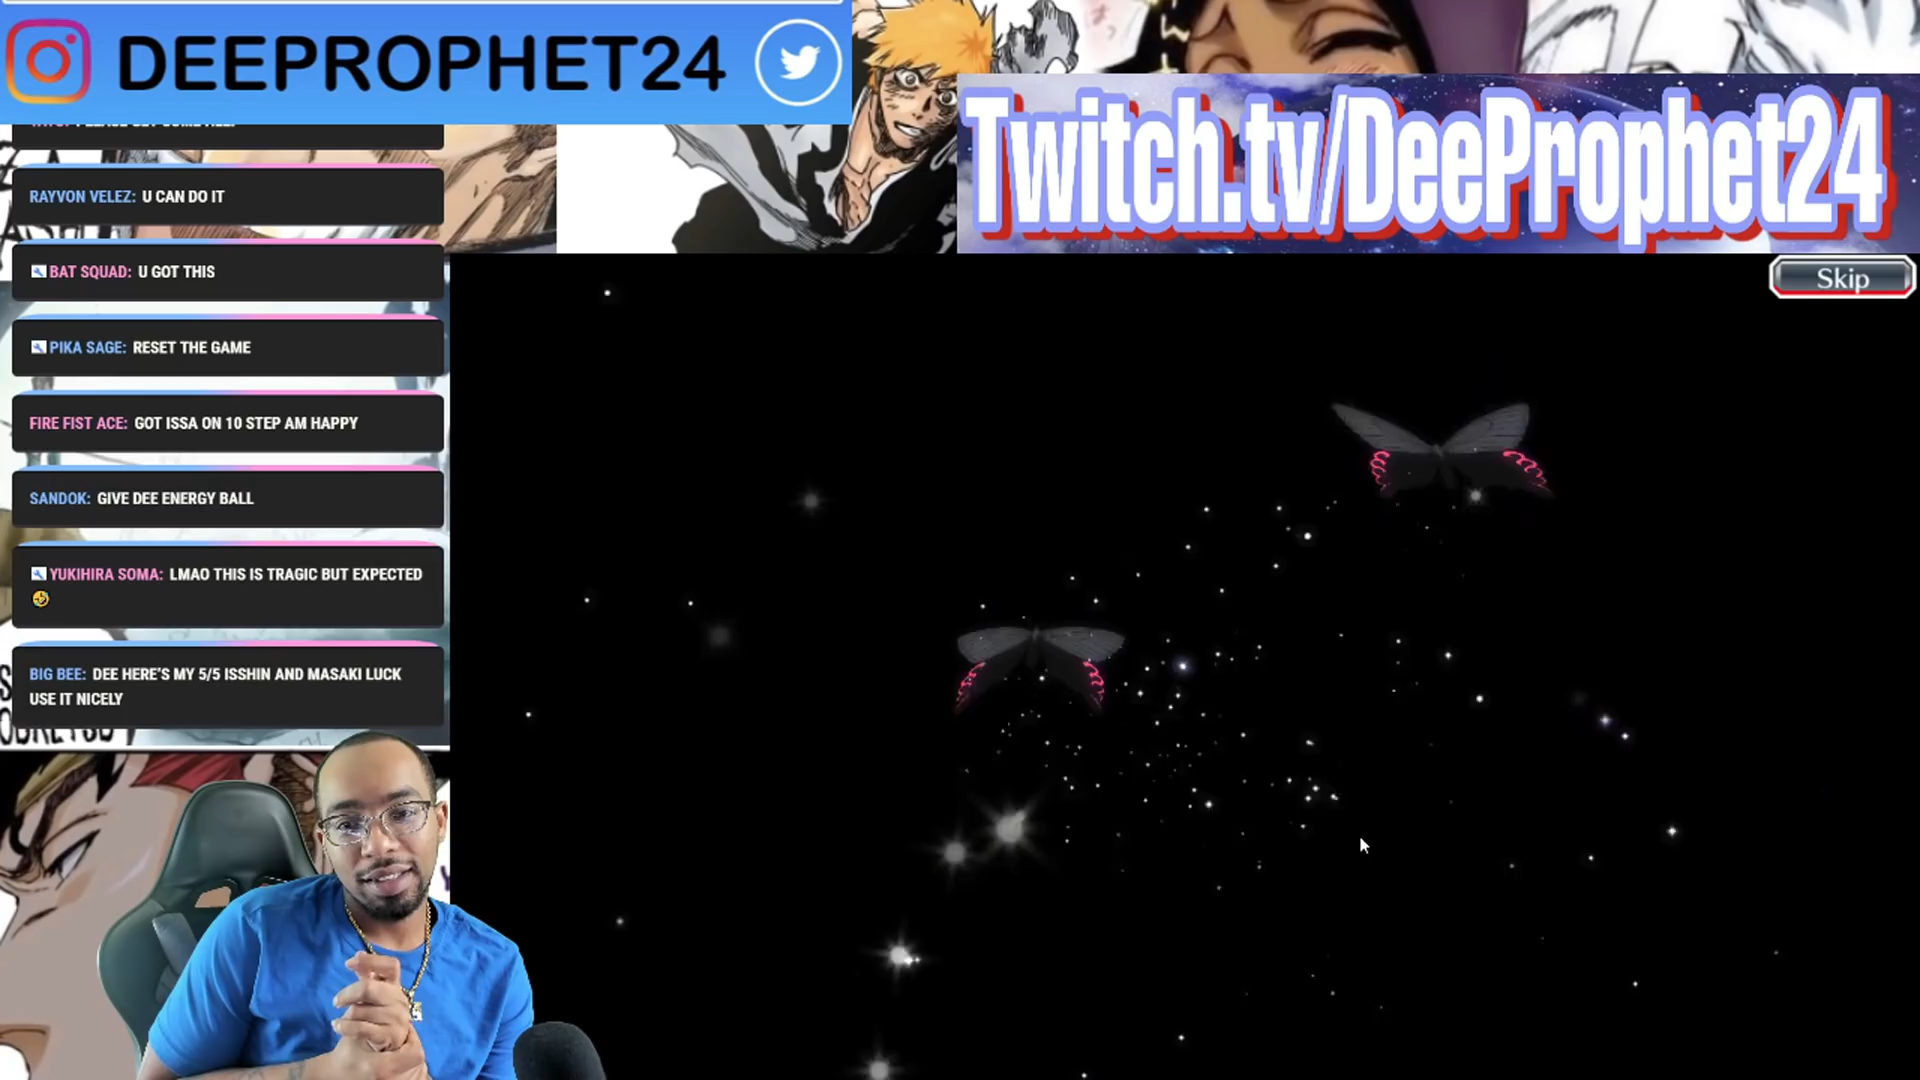 DEEPROPHET24
Twitch.tv/DeeProphet24
Skip
RAYVON VELEZ: U CAN DO IT
BAT SQUAD: U GOT THIS
PIKA SAGE: RESET THE GAME
FIRE FIST ACE: GOT ISSA ON 10 STEP AM HAPPY
SANDOK: GIVE DEE ENERGY BALL
YUKIHIRA SOMA: LMAO THIS IS TRAGIC BUT EXPECTED
🤣
BIG BEE: DEE HERE'S MY 5/5 ISSHIN AND MASAKI LUCK
USE IT NICELY